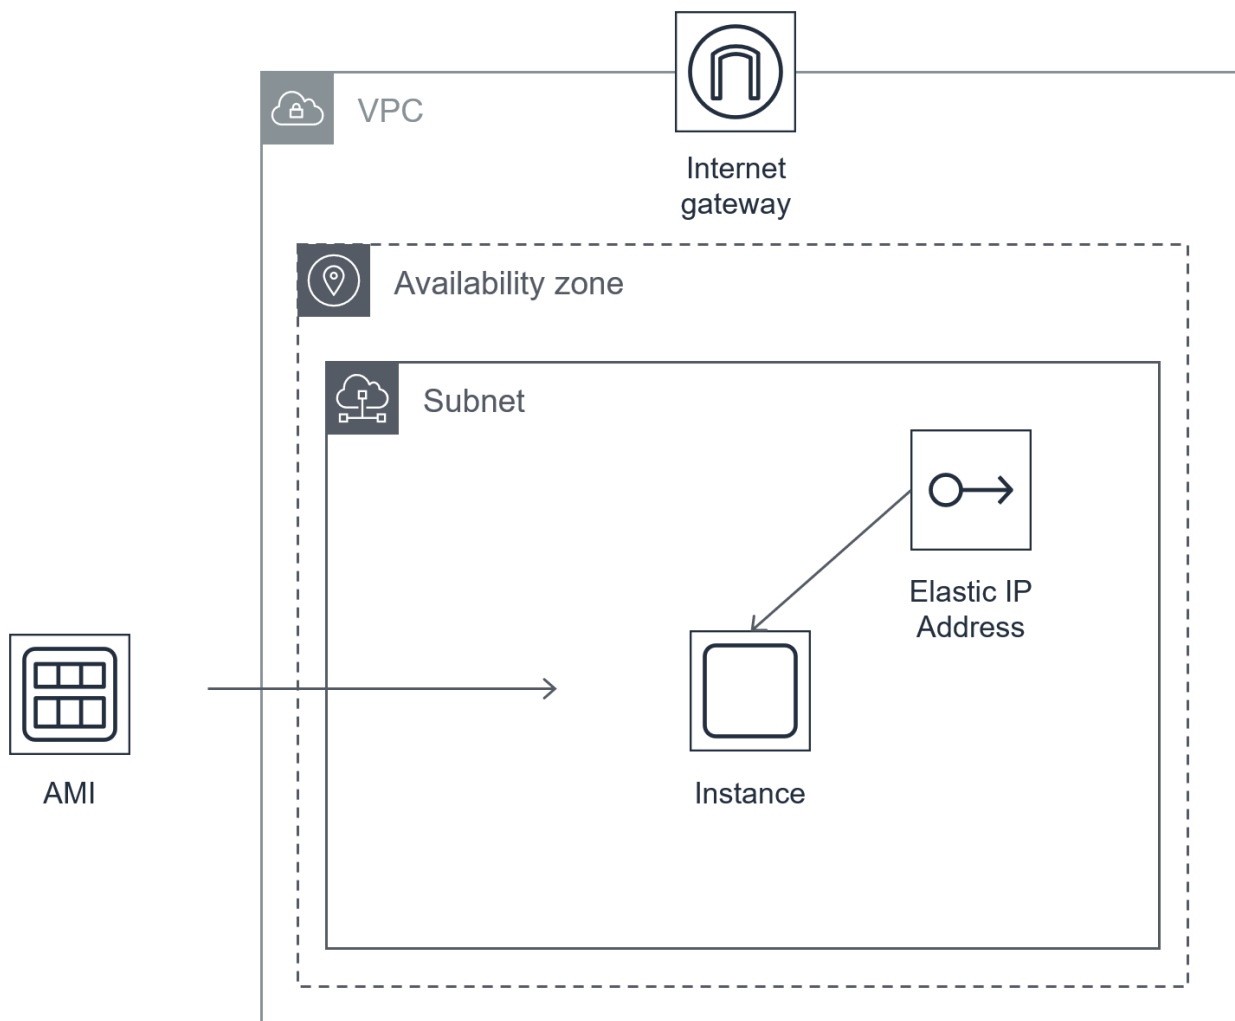 VPC
Internet
gateway
Availability zone
Subnet
Elastic IP
Address
AMI
Instance